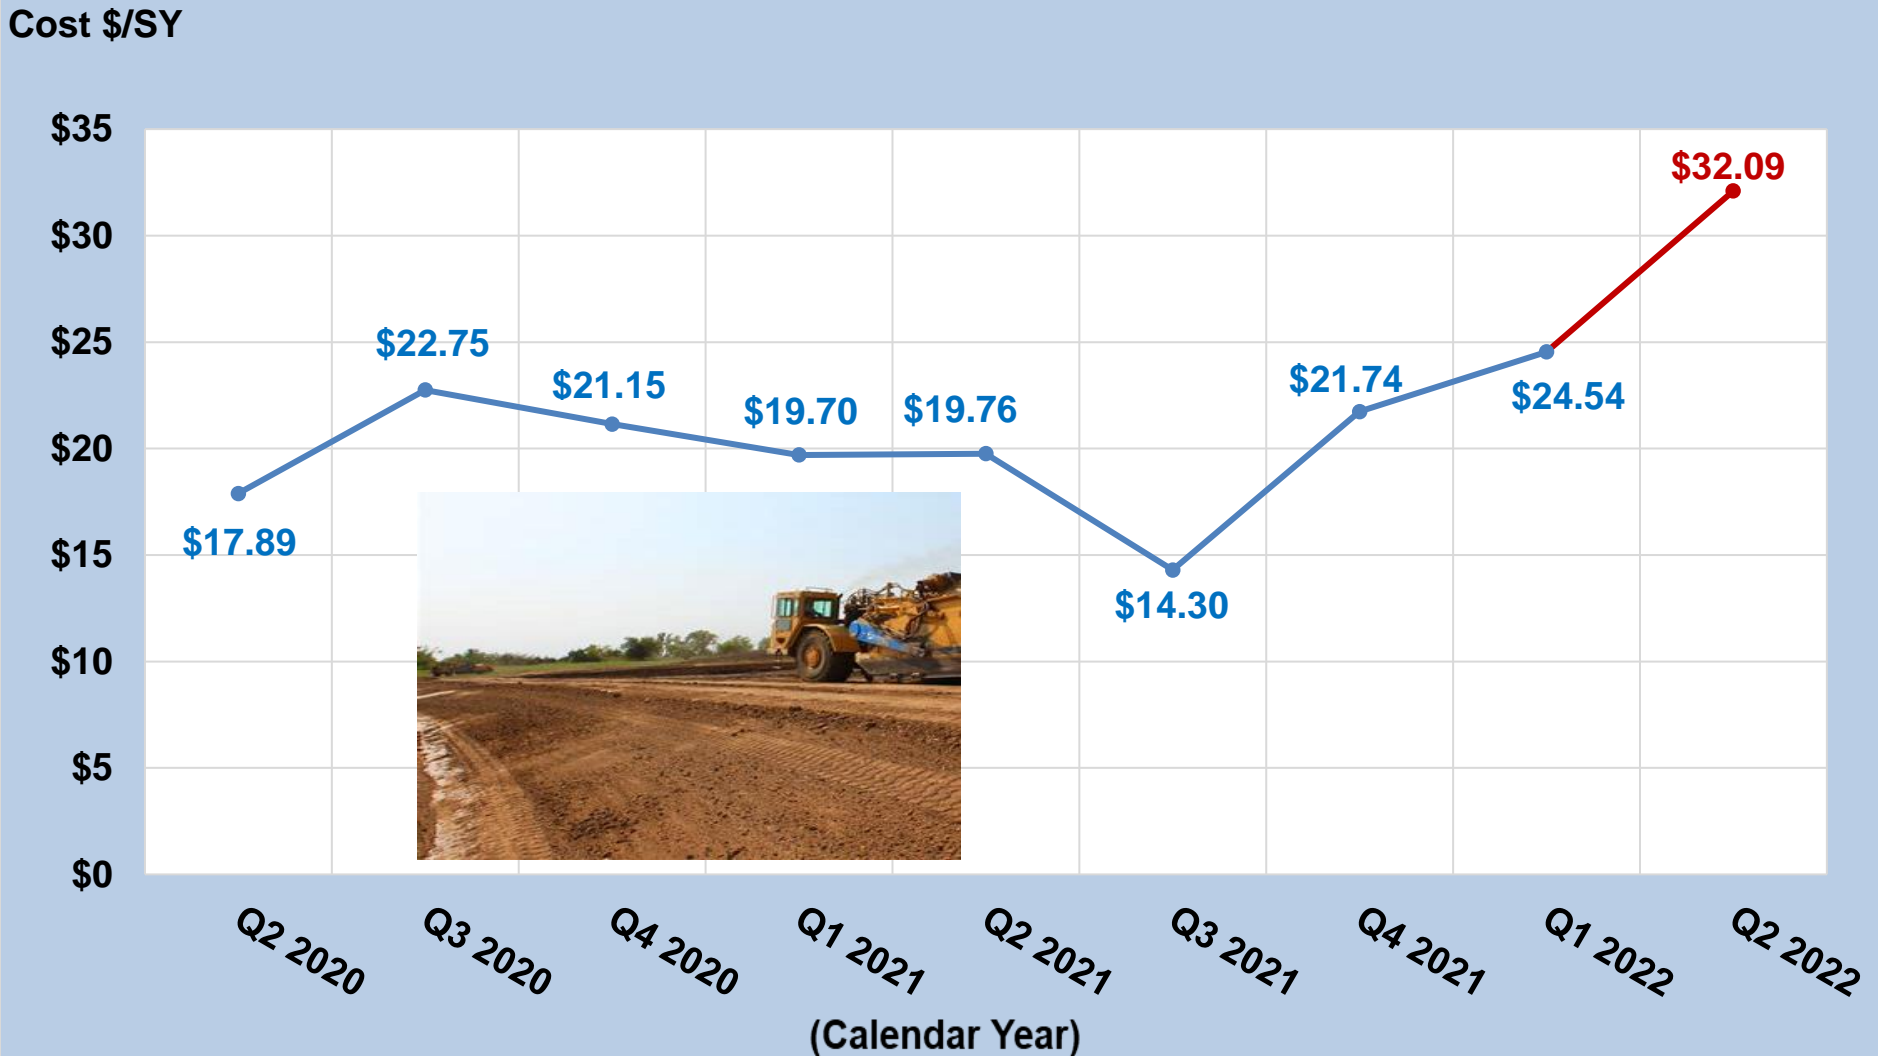 Cost $/SY
$35
$30
$25
$20
$15
$10
$5
$0
$17.89
$22.75
$21.15
$19.70
$19.76
$14.30
$21.74
$24.54
$32.09
Q2 2020
Q3 2020
Q4 2020
Q1 2021
Q2 2021
Q3 2021
Q4 2021
Q1 2022
Q2 2022
(Calendar Year)